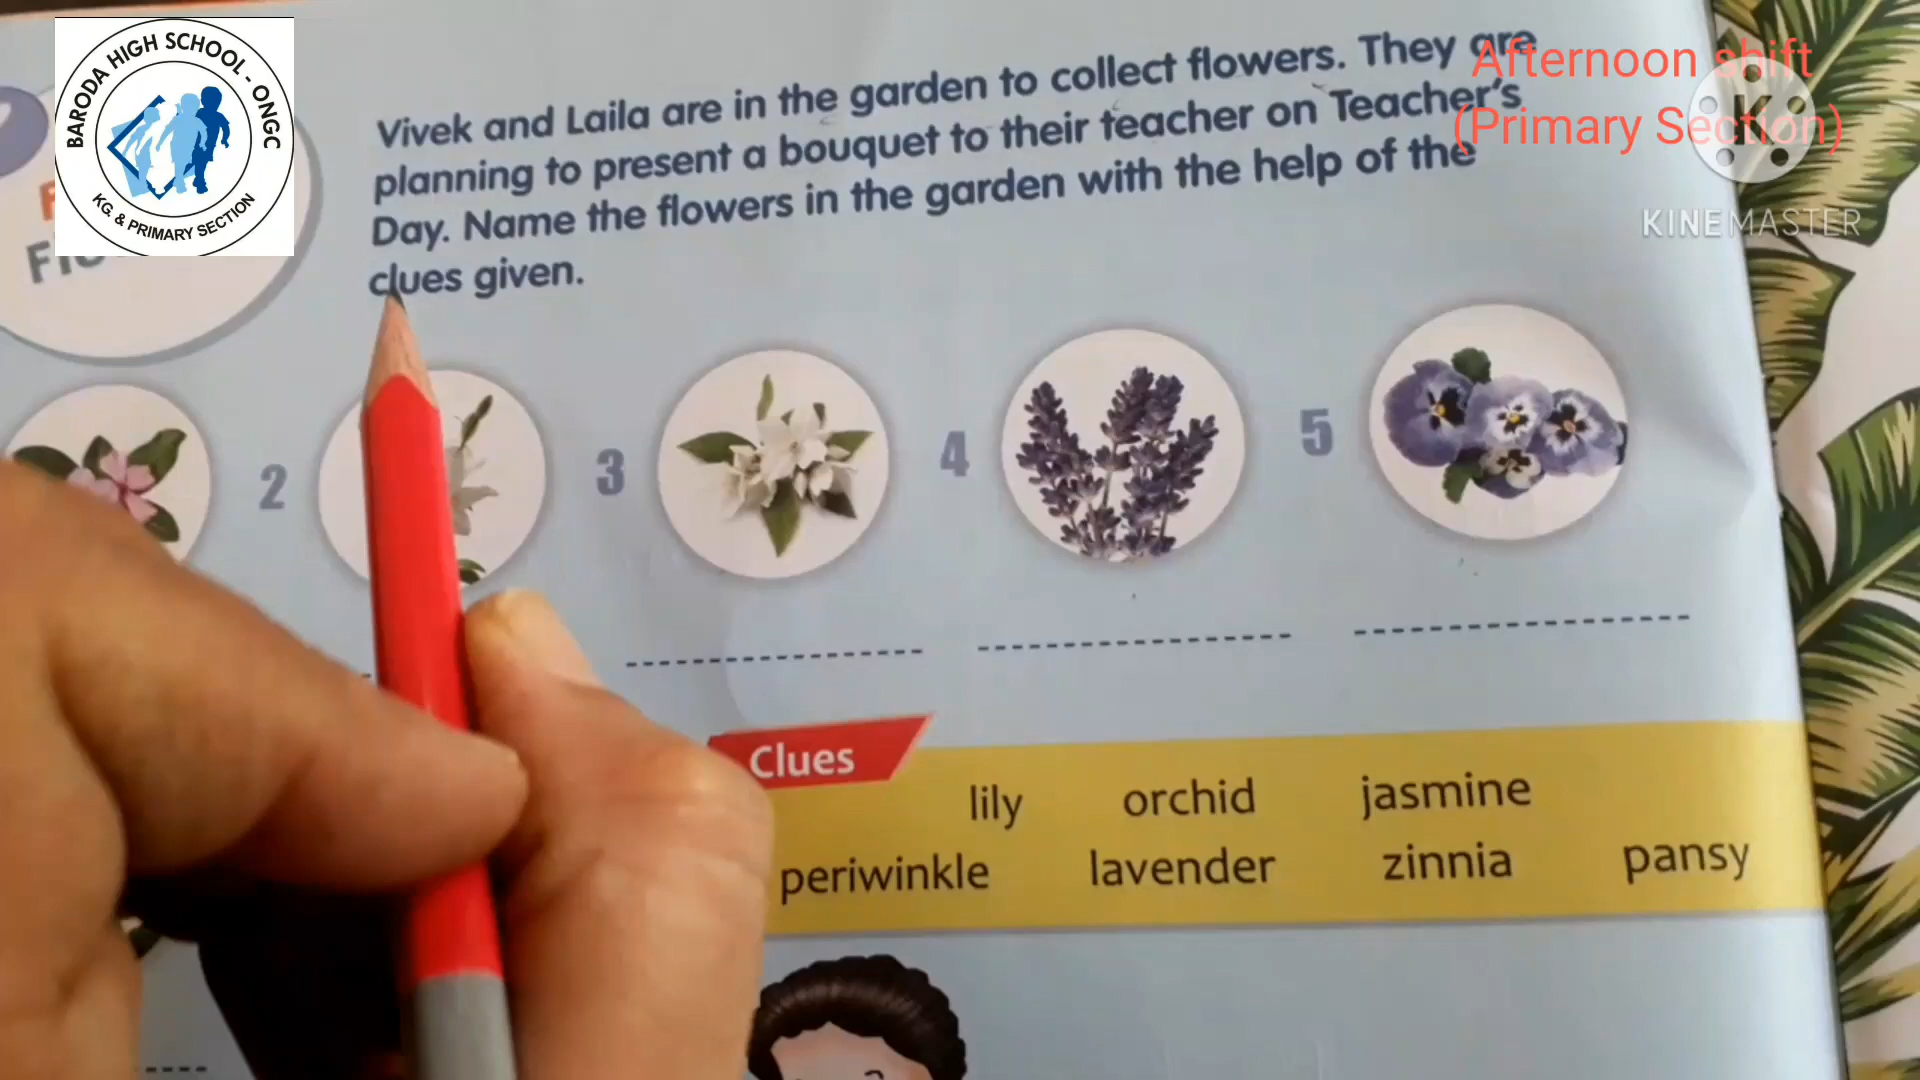 BARODA HIGH SCHOOL - ONGC
KG. & PRIMARY SECTION
Afternoon shift
(Primary Section)
K
KINEMASTER
Vivek and Laila are in the garden to collect flowers. They are
planning to present a bouquet to their teacher on Teacher's
Day. Name the flowers in the garden with the help of the
clues given.
2
3
4
5
Clues
lily orchid jasmine
periwinkle lavender zinnia pansy